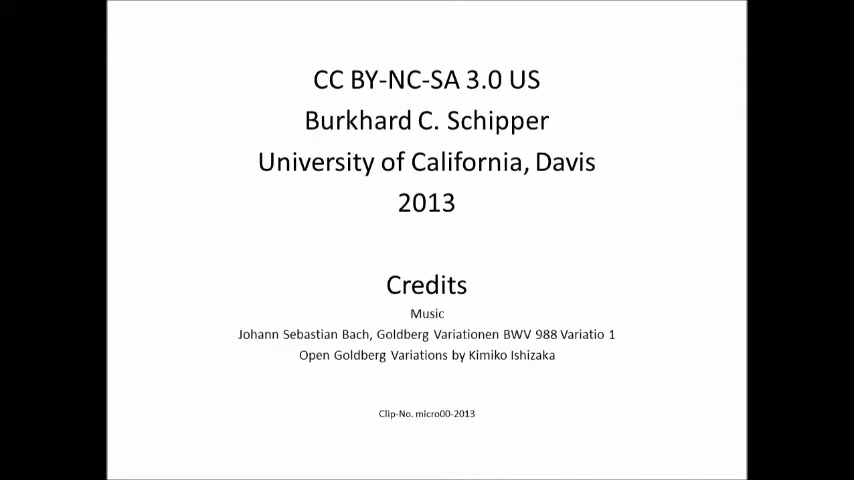 CC BY-NC-SA 3.0 US
Burkhard C. Schipper
University of California, Davis
2013
Credits
Music
Johann Sebastian Bach, Goldberg Variationen BWV 988 Variatio 1
Open Goldberg Variations by Kimiko Ishizaka
Clip-No. micro00-2013